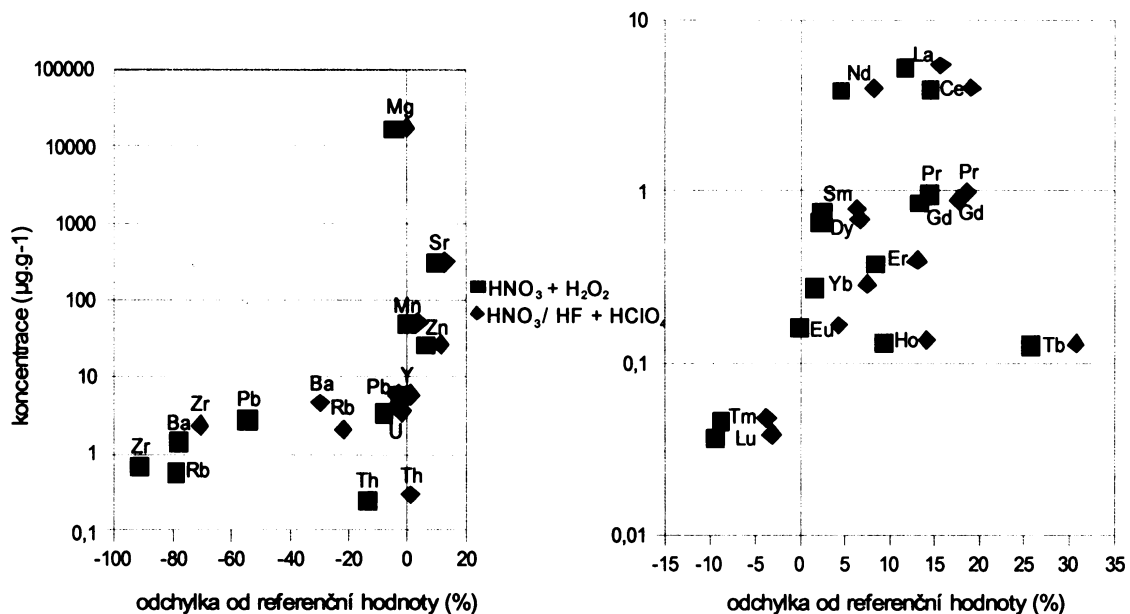 100000
10000
1000
100
10
1
0,1
koncentrace (µg.g-1)
Mg
Sr
Mn
Zn
Y
Pb
U
Ba
Rb
Zr
Pb
Ba
Zr
Rb
Th
Th
-100 -80 -60 -40 -20 0 20
odchylka od referenční hodnoty (%)
HNO₃ + H₂O₂
HNO₃/ HF + HClO₄
10
1
0,1
0,01
La
Nd
Ce
Pr Pr
Sm
Gd Gd
Dy
Er
Yb
Eu
Ho
Tb
Tm
Lu
-15 -10 -5 0 5 10 15 20 25 30 35
odchylka od referenční hodnoty (%)